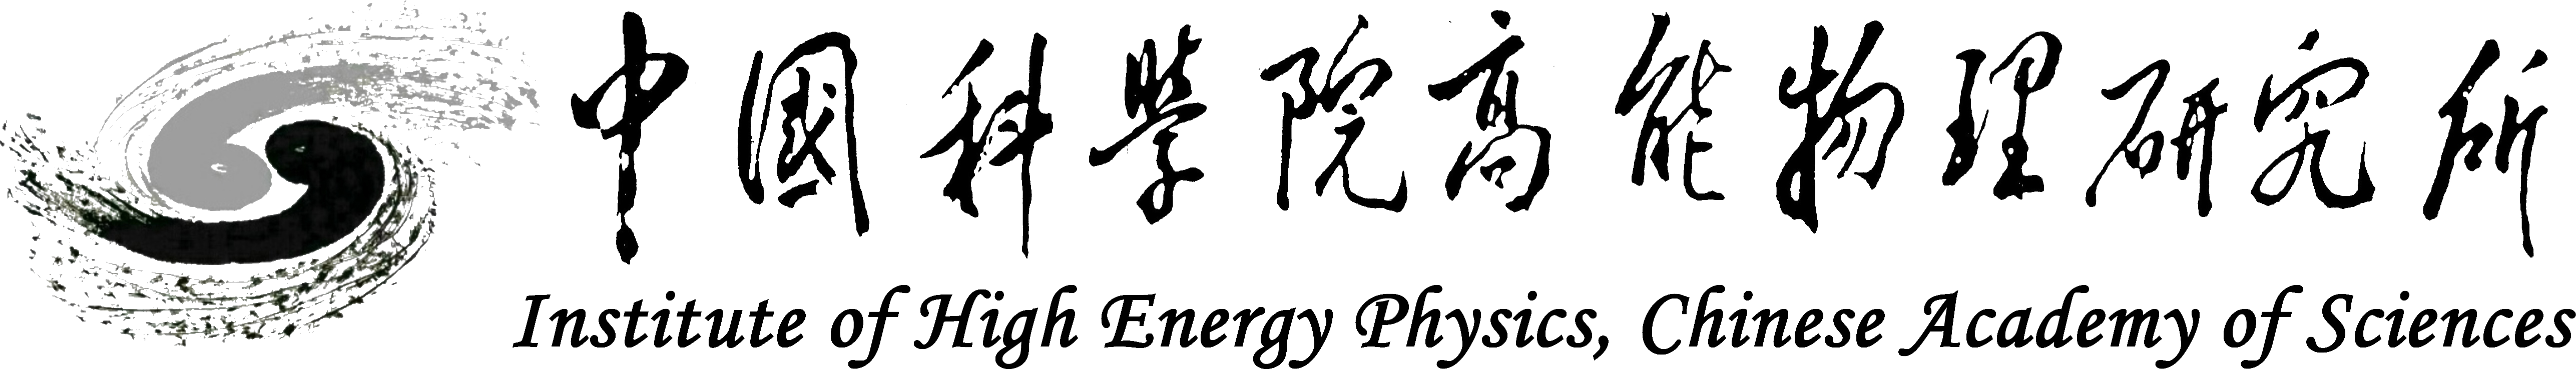 中國科學院高能物理研究所
Institute of High Energy Physics, Chinese Academy of Sciences